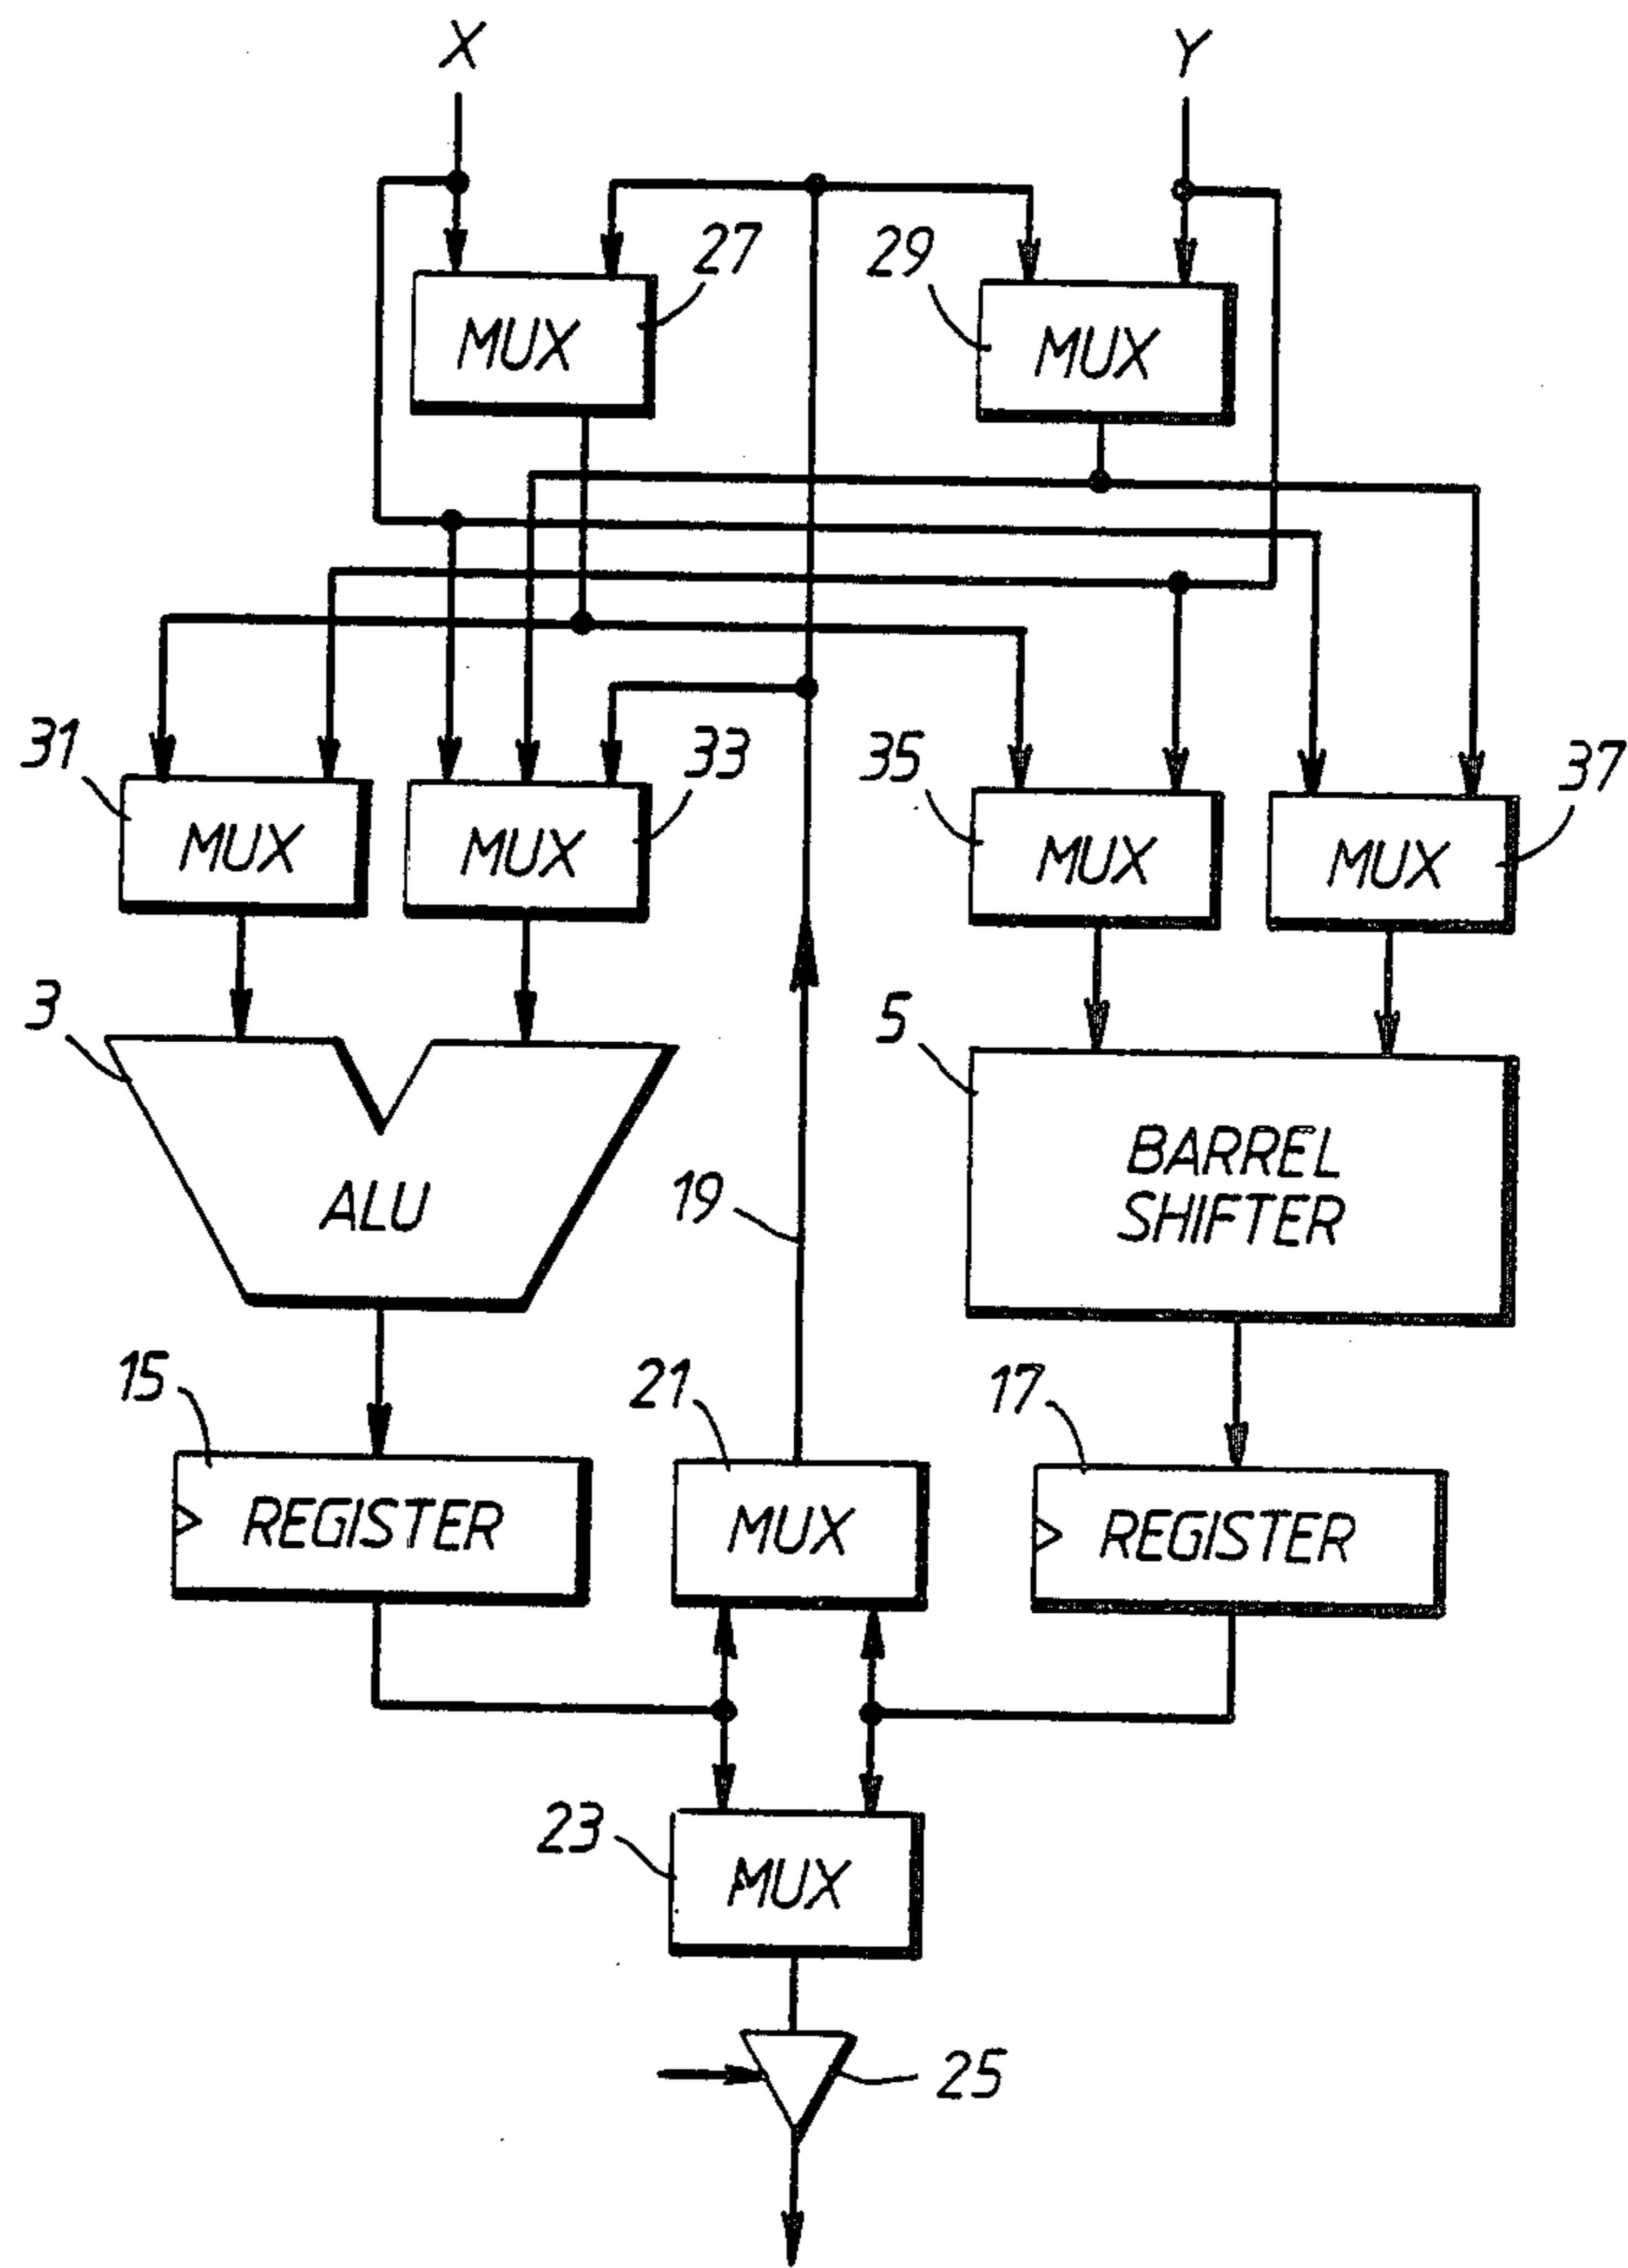 X
Y
27
29
MUX
MUX
31
33
35
37
MUX
MUX
MUX
MUX
3
5
ALU
19
BARREL
SHIFTER
15
21
17
REGISTER
MUX
REGISTER
23
MUX
25